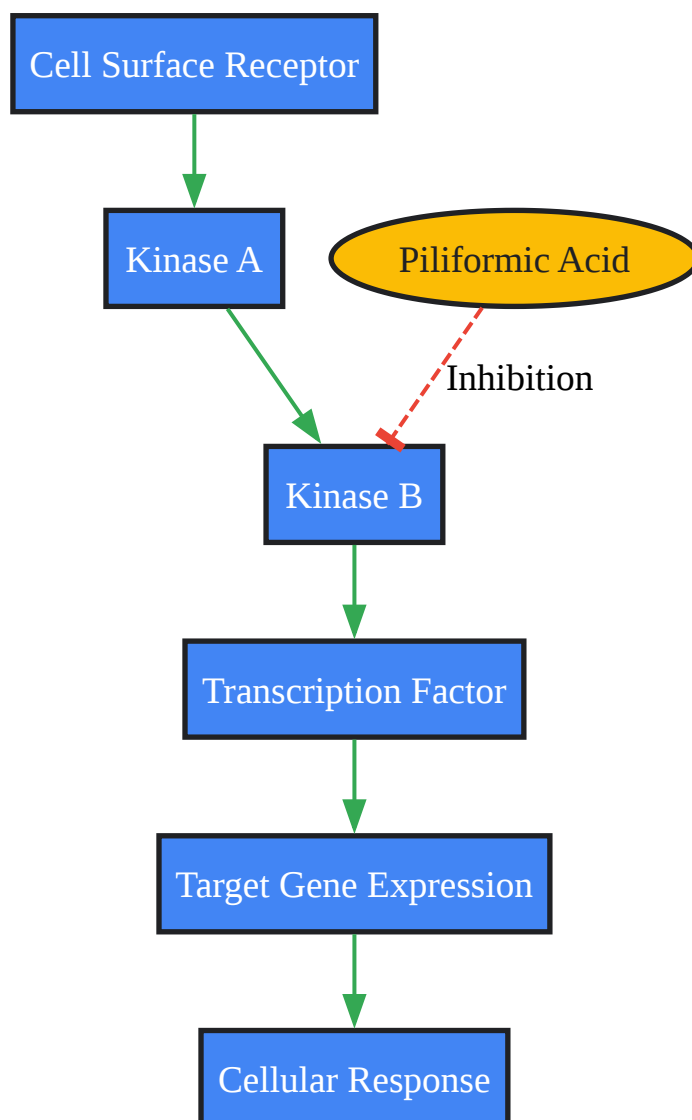 Cell Surface Receptor
Kinase A
Piliformic Acid
Inhibition
Kinase B
Transcription Factor
Target Gene Expression
Cellular Response